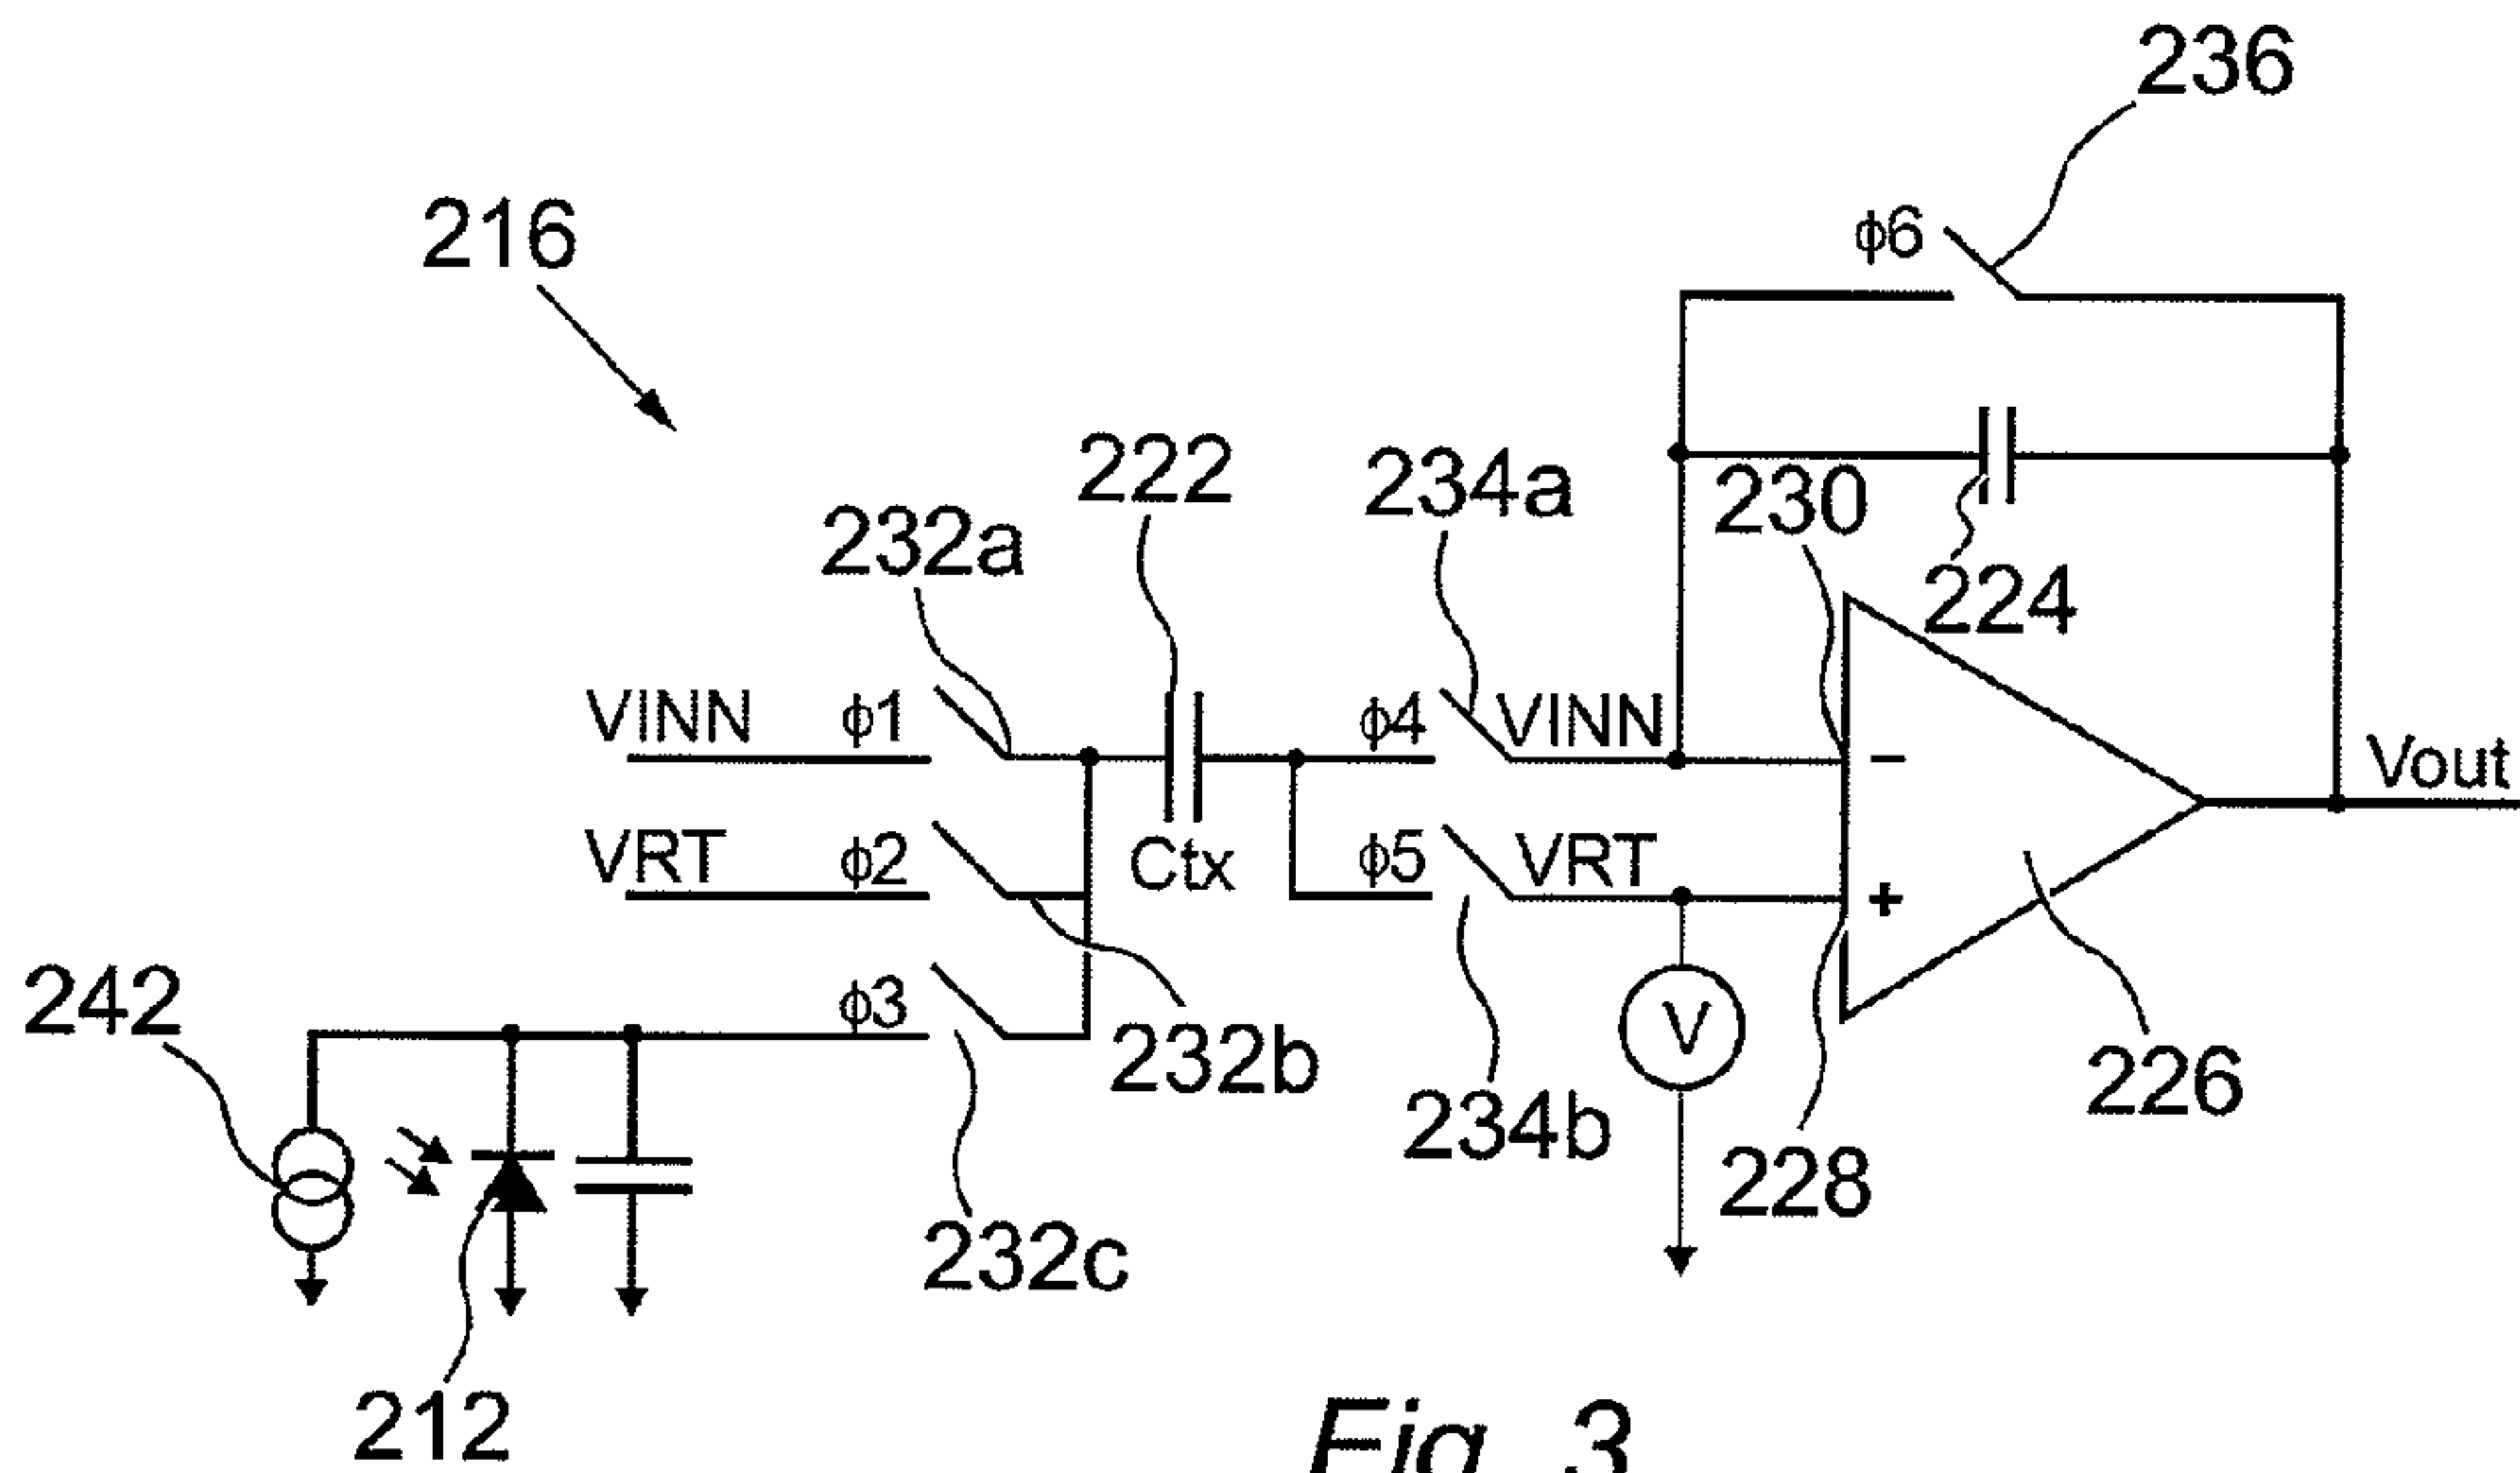 236
216
ϕ6
222
234a
230
232a
224
VINN ϕ1
ϕ4 VINN
−
Vout
VRT ϕ2
Ctx
ϕ5 VRT
+
242
ϕ3
V
232b
234b
226
228
232c
212
Fig. 3